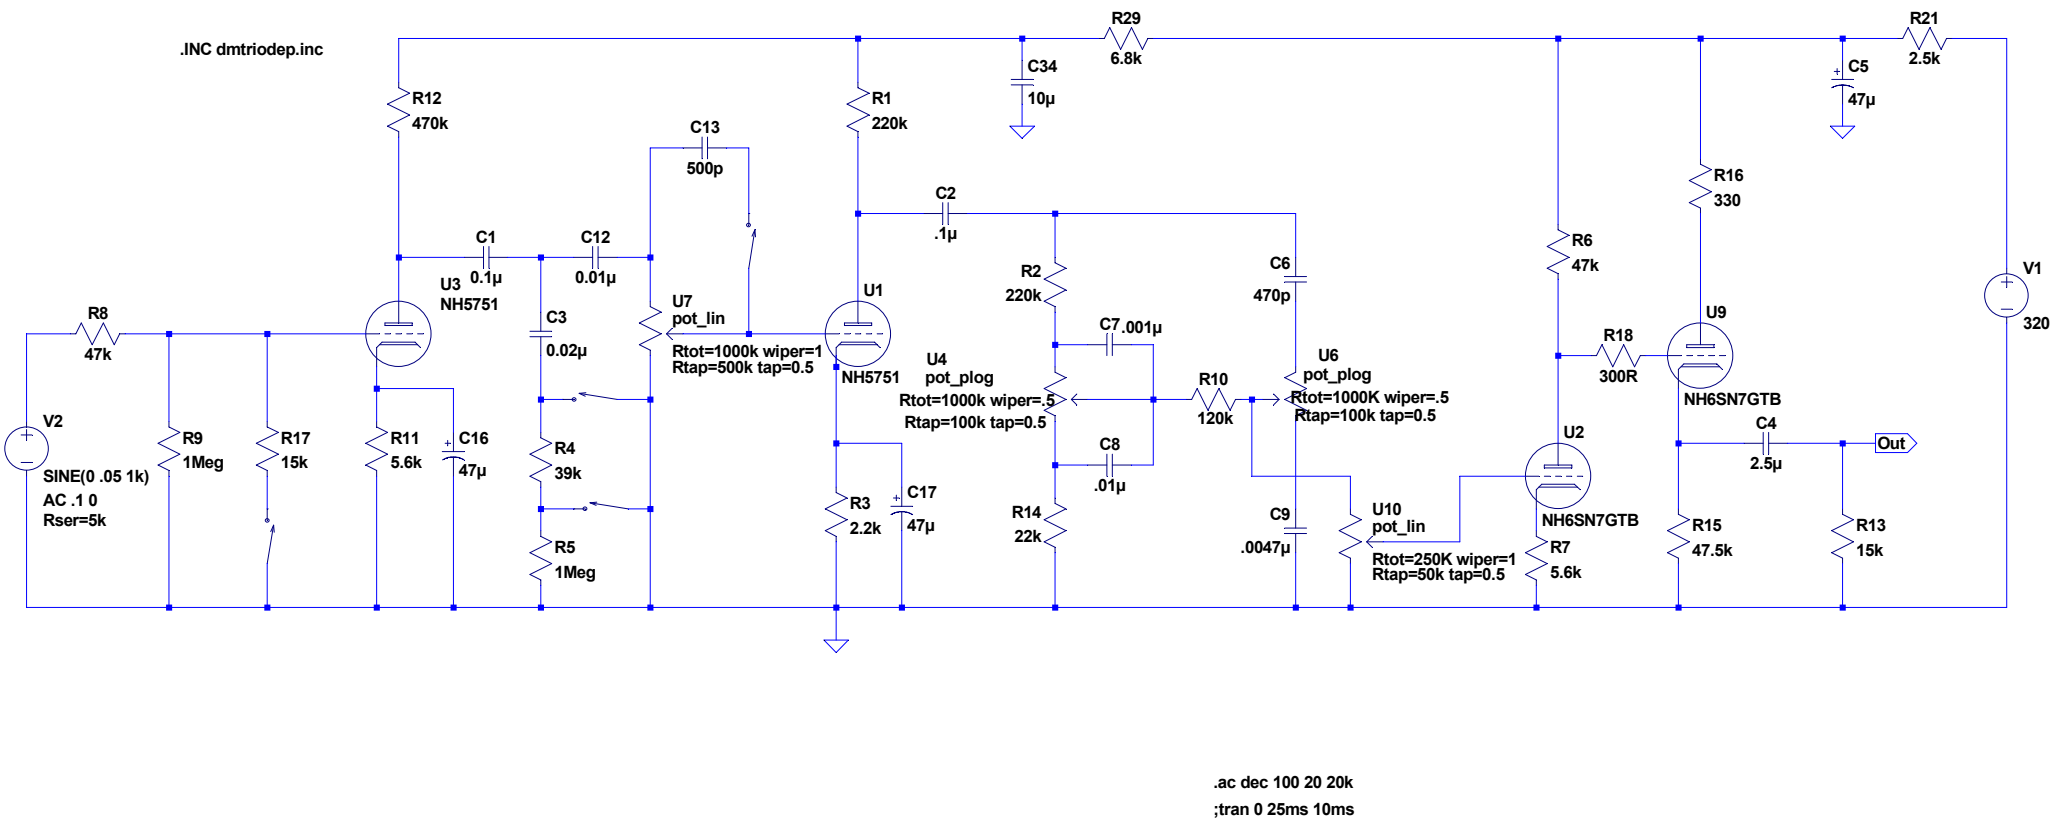 .INC dmtriodep.inc
R29
6.8k
R21
2.5k
C34
10µ
C5
47µ
R12
470k
R1
220k
C13
500p
R16
330
C1
0.1µ
C12
0.01µ
C2
.1µ
R6
47k
U3
NH5751
R2
220k
C6
470p
V1
320
R8
47k
C3
0.02µ
U7
pot_lin
Rtot=1000k wiper=1
Rtap=500k tap=0.5
U1
NH5751
C7
.001µ
U4
pot_plog
Rtot=1000k wiper=.5
Rtap=100k tap=0.5
R10
120k
U6
pot_plog
Rtot=1000K wiper=.5
Rtap=100k tap=0.5
R18
300R
U9
NH6SN7GTB
V2
SINE(0 .05 1k)
AC .1 0
Rser=5k
R9
1Meg
R17
15k
R11
5.6k
C16
47µ
R4
39k
C8
.01µ
U2
NH6SN7GTB
C4
2.5µ
Out
R3
2.2k
C17
47µ
R14
22k
C9
.0047µ
U10
pot_lin
Rtot=250K wiper=1
Rtap=50k tap=0.5
R5
1Meg
R7
5.6k
R15
47.5k
R13
15k
.ac dec 100 20 20k
;tran 0 25ms 10ms